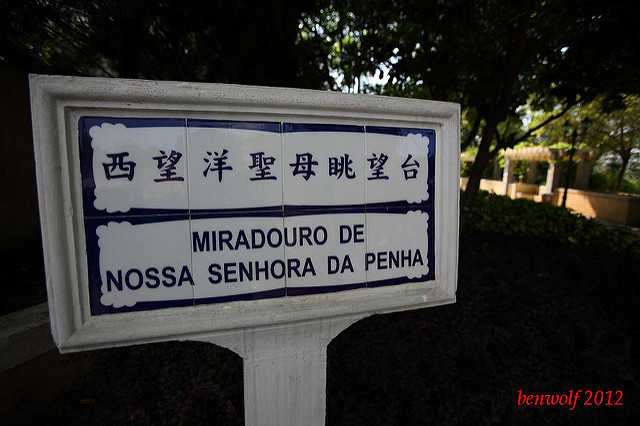 西望洋聖母眺望台
MIRADOURO DE
NOSSA SENHORA DA PENHA
benwolf 2012